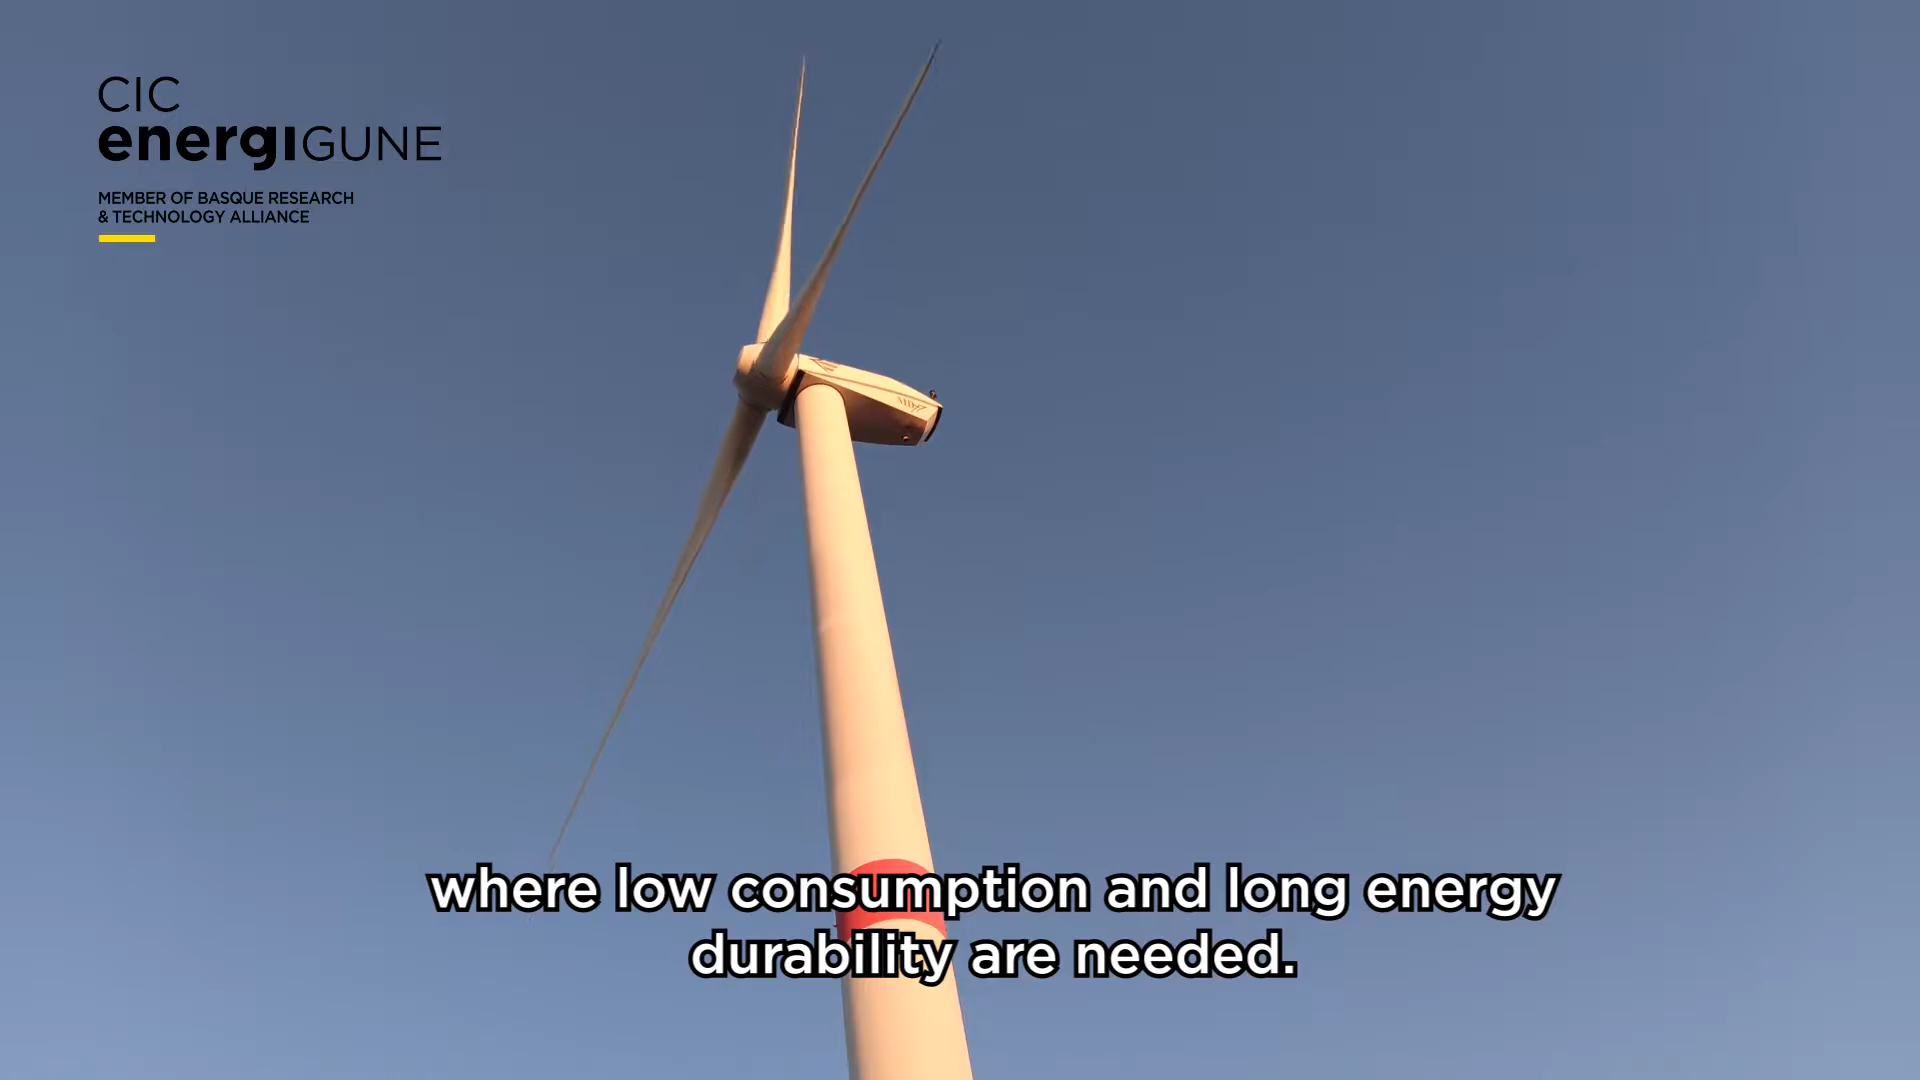 CIC
energiGUNE
MEMBER OF BASQUE RESEARCH
& TECHNOLOGY ALLIANCE
where low consumption and long energy
durability are needed.